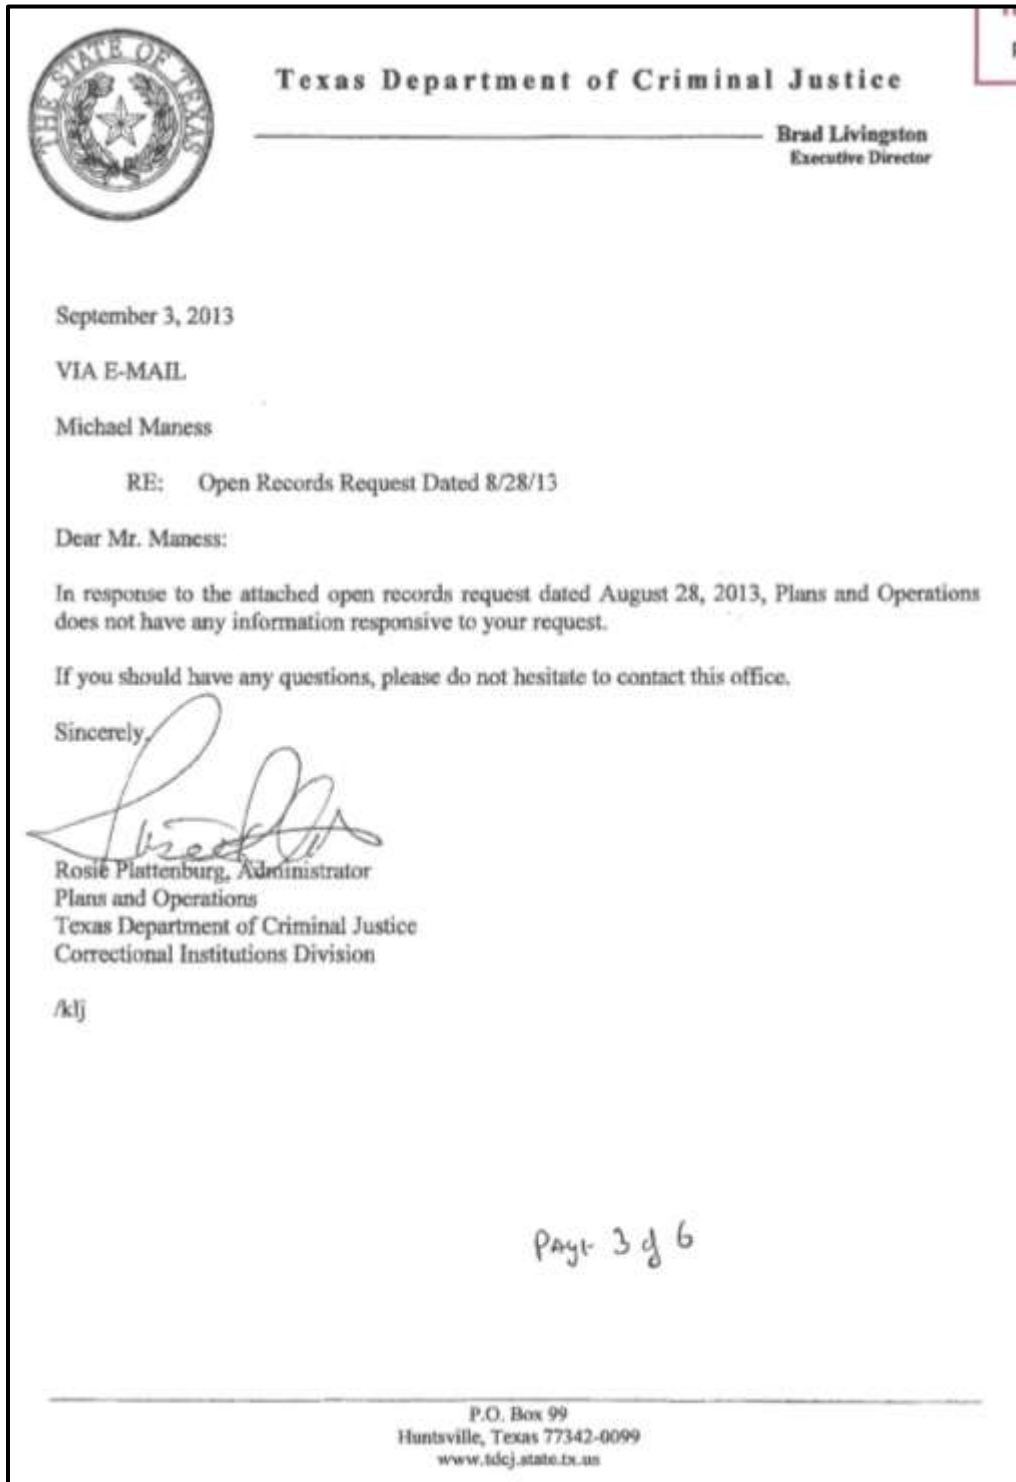 THE STATE OF TEXAS
Texas Department of Criminal Justice
Brad Livingston
Executive Director
September 3, 2013
VIA E-MAIL
Michael Maness
RE: Open Records Request Dated 8/28/13
Dear Mr. Maness:
In response to the attached open records request dated August 28, 2013, Plans and Operations
does not have any information responsive to your request.
If you should have any questions, please do not hesitate to contact this office.
Sincerely,
Rosie Plattenburg, Administrator
Plans and Operations
Texas Department of Criminal Justice
Correctional Institutions Division
/klj
Page 3 of 6
P.O. Box 99
Huntsville, Texas 77342-0099
www.tdcj.state.tx.us